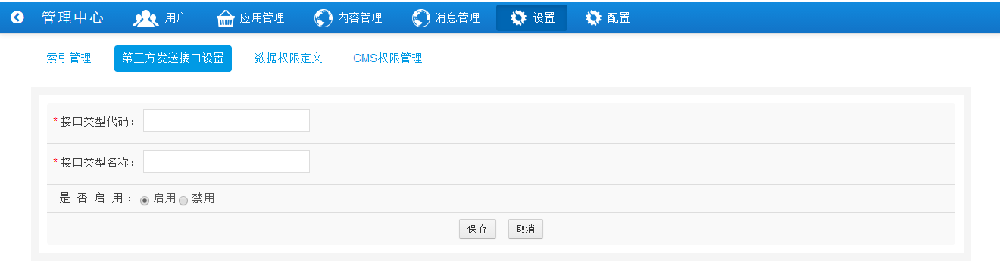 管理中心 用户 应用管理 内容管理 消息管理 设置 配置
索引管理 第三方发送接口设置 数据权限定义 CMS权限管理
* 接口类型代码：
* 接口类型名称：
是 否 启 用： 启用 禁用
保存 取消